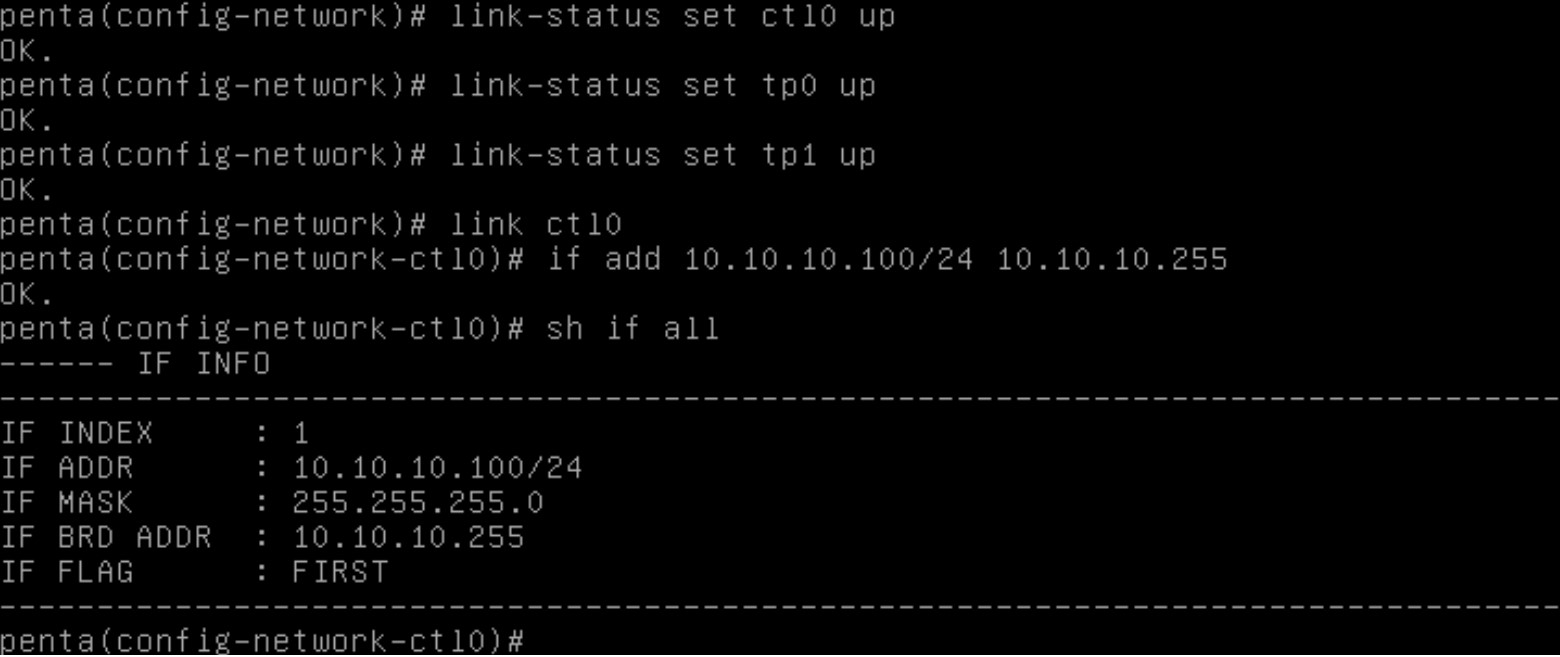 penta(config-network)# link-status set ctl0 up
OK.
penta(config-network)# link-status set tp0 up
OK.
penta(config-network)# link-status set tp1 up
OK.
penta(config-network)# link ctl0
penta(config-network-ctl0)# if add 10.10.10.100/24 10.10.10.255
OK.
penta(config-network-ctl0)# sh if all
------ IF INFO
--------------------------------------------------------------------------------
IF INDEX     : 1
IF ADDR      : 10.10.10.100/24
IF MASK      : 255.255.255.0
IF BRD ADDR  : 10.10.10.255
IF FLAG      : FIRST
--------------------------------------------------------------------------------
penta(config-network-ctl0)#